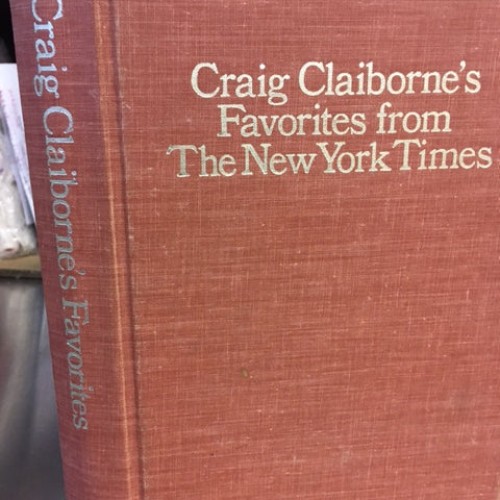 Craig Claiborne's
Favorites from
The New York Times
Craig Claiborne's Favorites